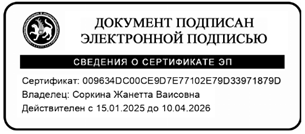 ДОКУМЕНТ ПОДПИСАН
ЭЛЕКТРОННОЙ ПОДПИСЬЮ
СВЕДЕНИЯ О СЕРТИФИКАТЕ ЭП
Сертификат: 009634DC00CE9D7E77102E79D33971879D
Владелец: Соркина Жанетта Ваисовна
Действителен с 15.01.2025 до 10.04.2026